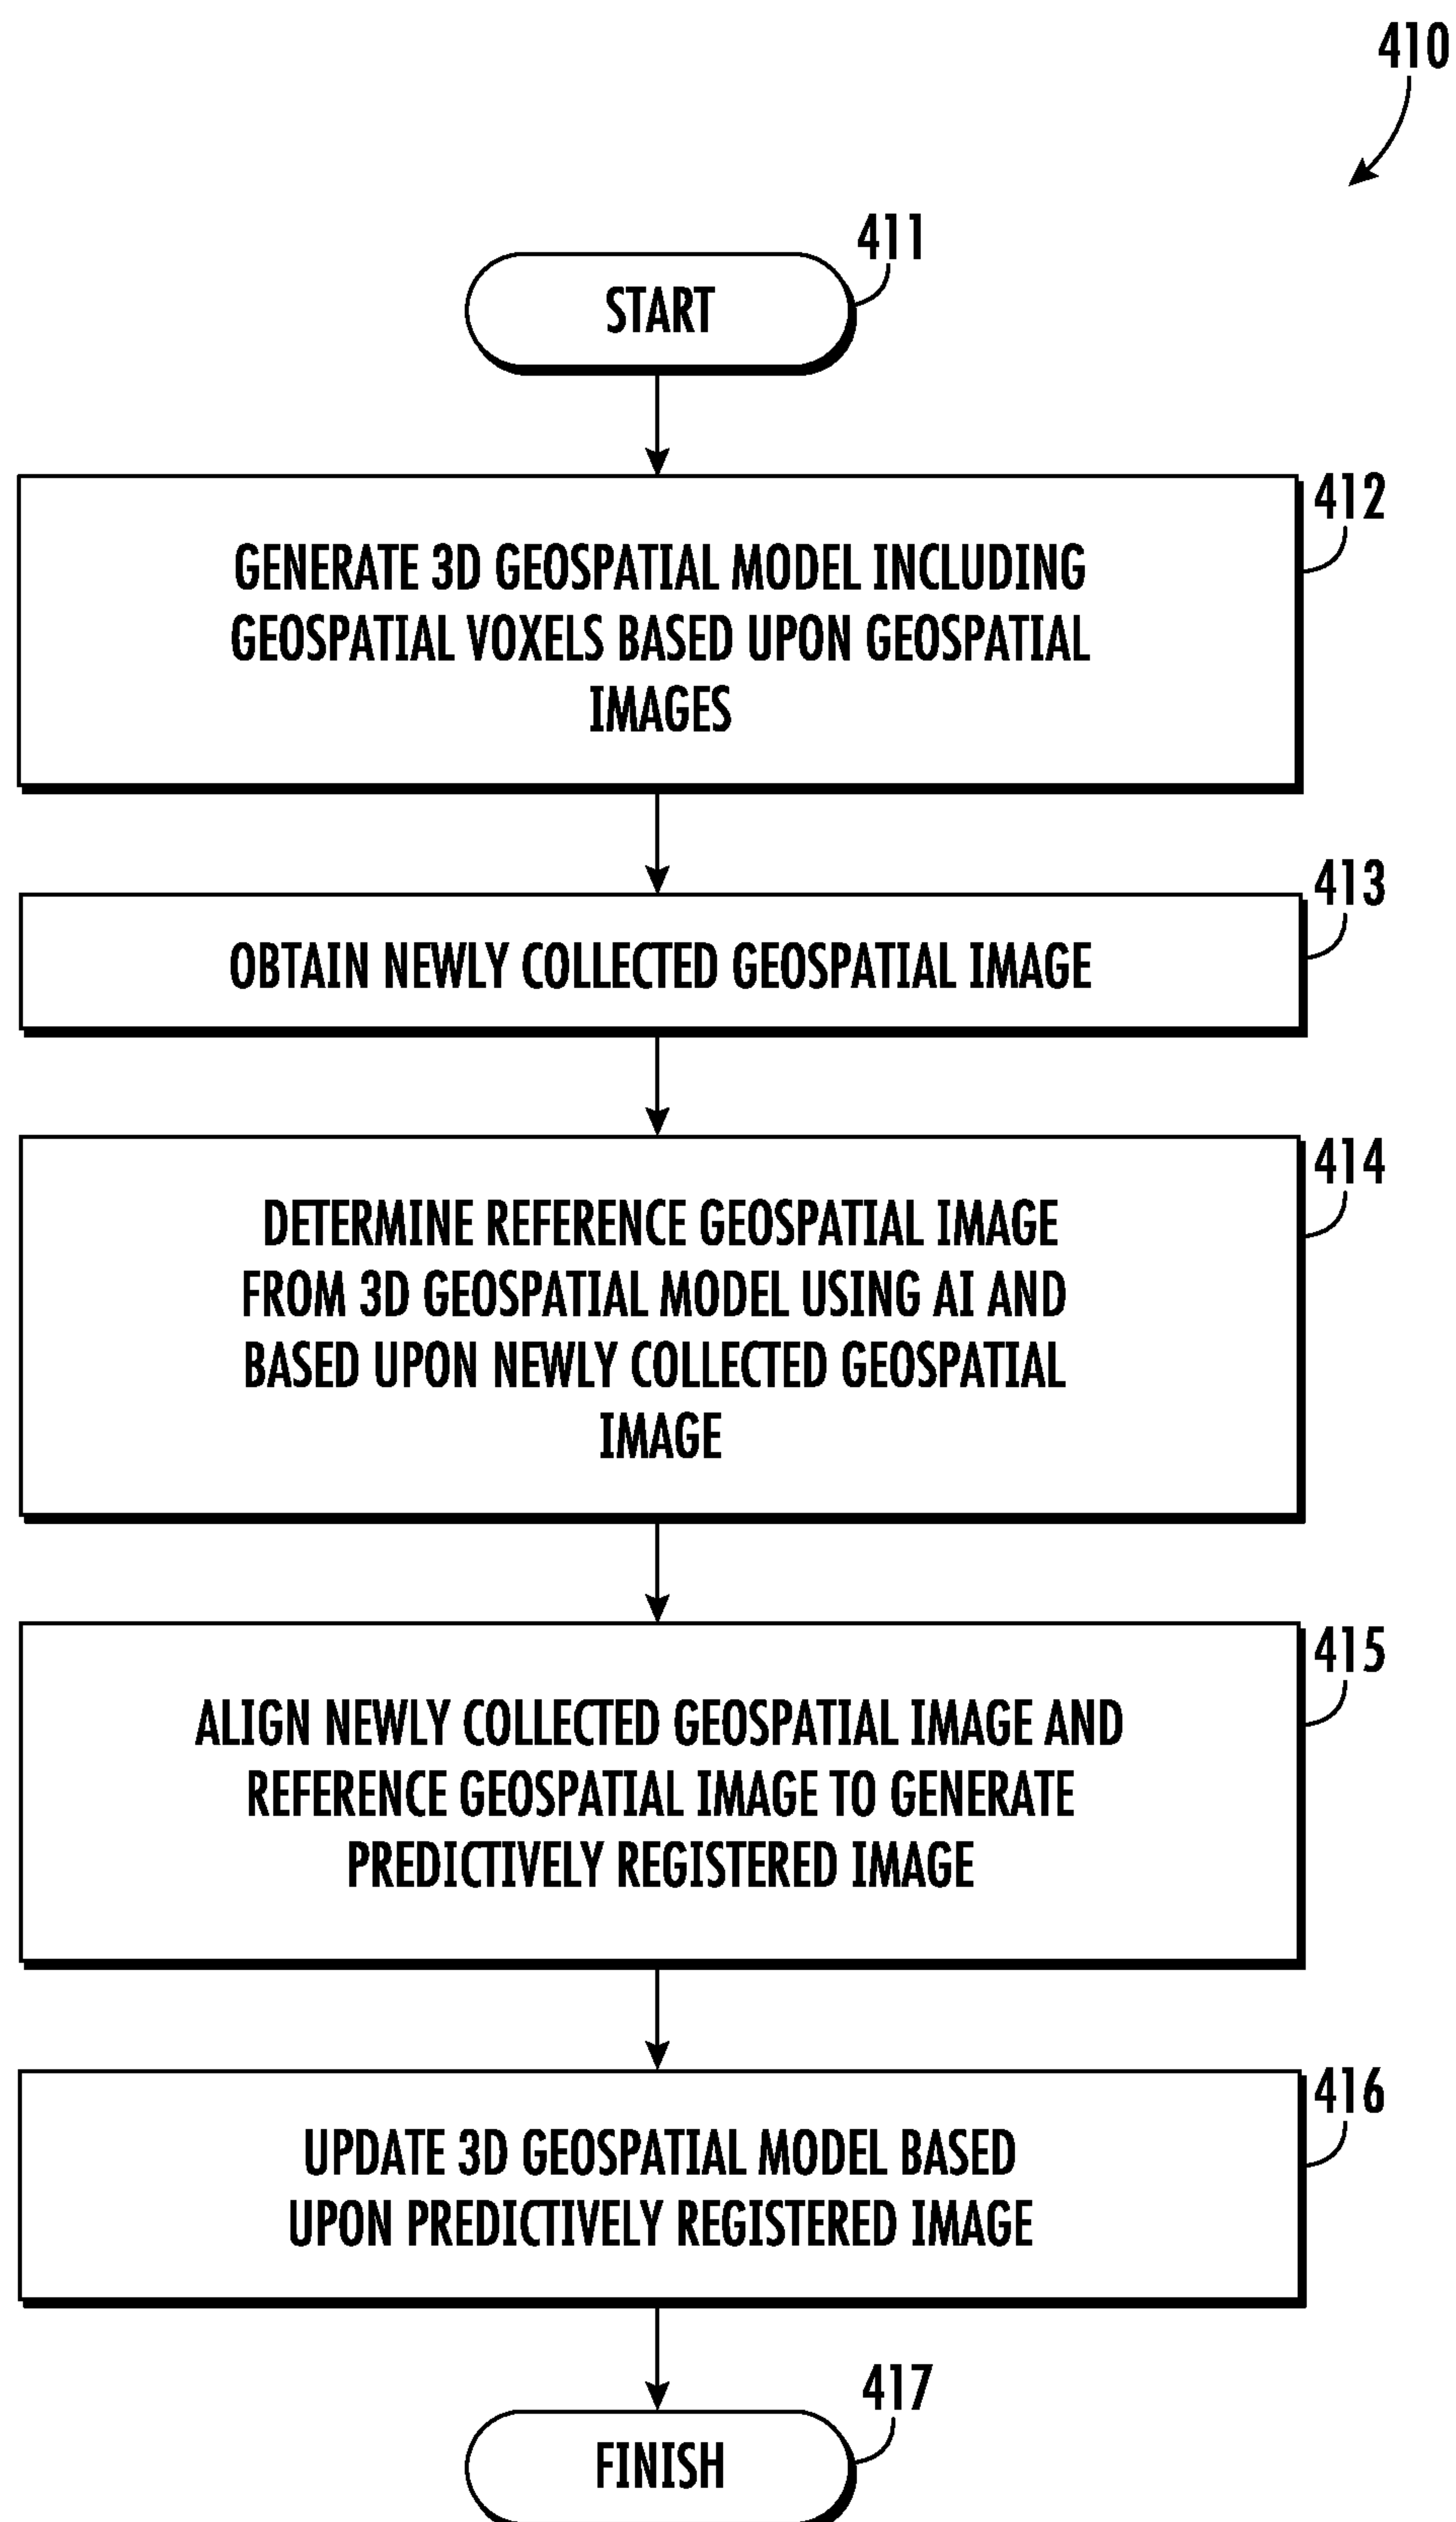 410
411
START
412
GENERATE 3D GEOSPATIAL MODEL INCLUDING
GEOSPATIAL VOXELS BASED UPON GEOSPATIAL
IMAGES
413
OBTAIN NEWLY COLLECTED GEOSPATIAL IMAGE
414
DETERMINE REFERENCE GEOSPATIAL IMAGE
FROM 3D GEOSPATIAL MODEL USING AI AND
BASED UPON NEWLY COLLECTED GEOSPATIAL
IMAGE
415
ALIGN NEWLY COLLECTED GEOSPATIAL IMAGE AND
REFERENCE GEOSPATIAL IMAGE TO GENERATE
PREDICTIVELY REGISTERED IMAGE
416
UPDATE 3D GEOSPATIAL MODEL BASED
UPON PREDICTIVELY REGISTERED IMAGE
417
FINISH